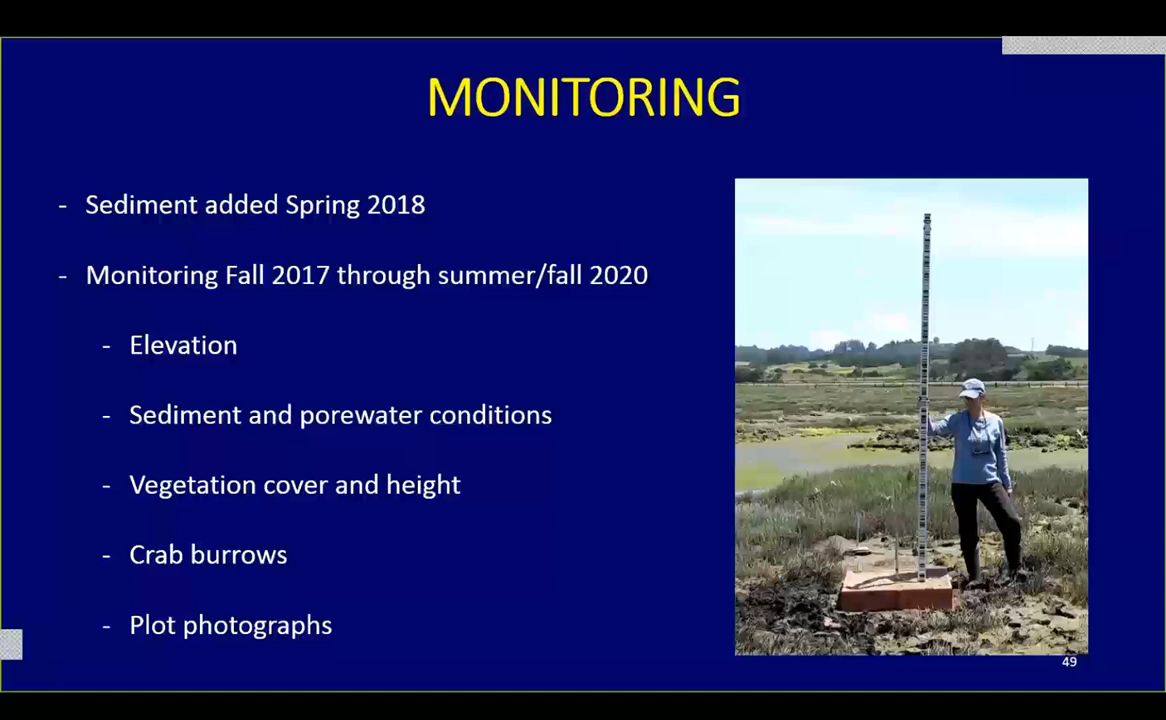 MONITORING
- Sediment added Spring 2018
- Monitoring Fall 2017 through summer/fall 2020
- Elevation
- Sediment and porewater conditions
- Vegetation cover and height
- Crab burrows
- Plot photographs
49